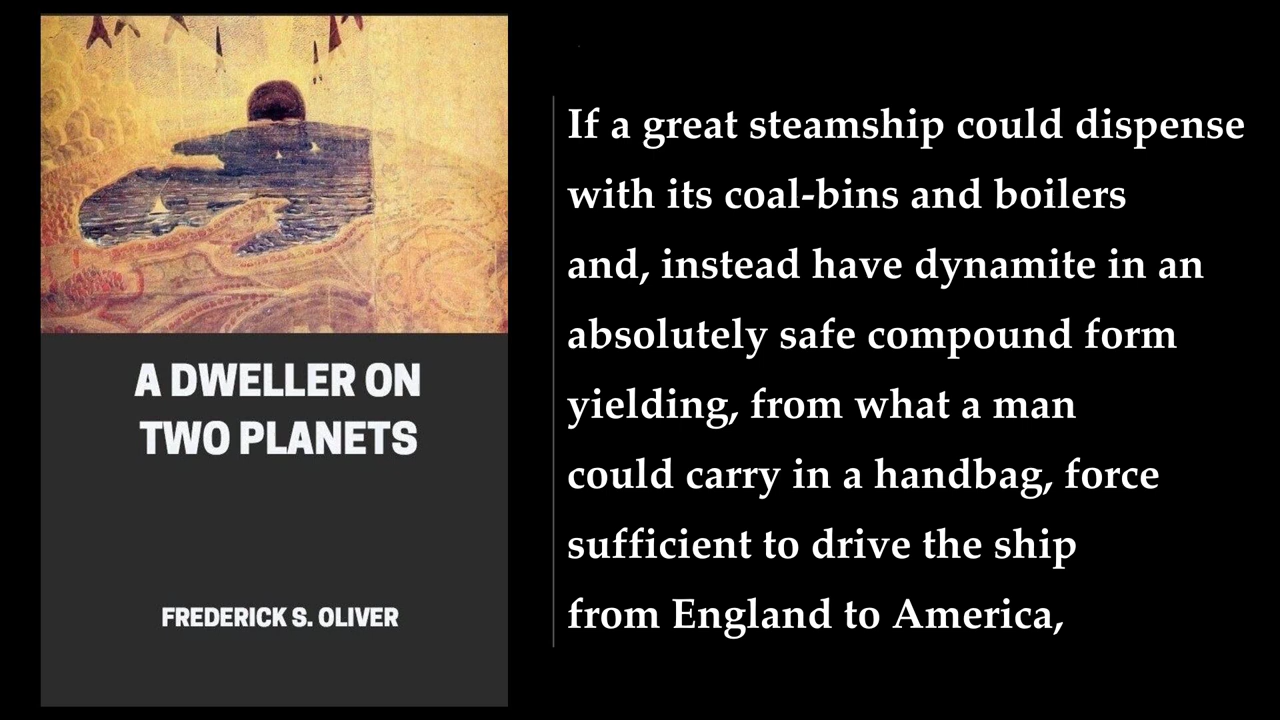 A DWELLER ON
TWO PLANETS
FREDERICK S. OLIVER
If a great steamship could dispense
with its coal-bins and boilers
and, instead have dynamite in an
absolutely safe compound form
yielding, from what a man
could carry in a handbag, force
sufficient to drive the ship
from England to America,